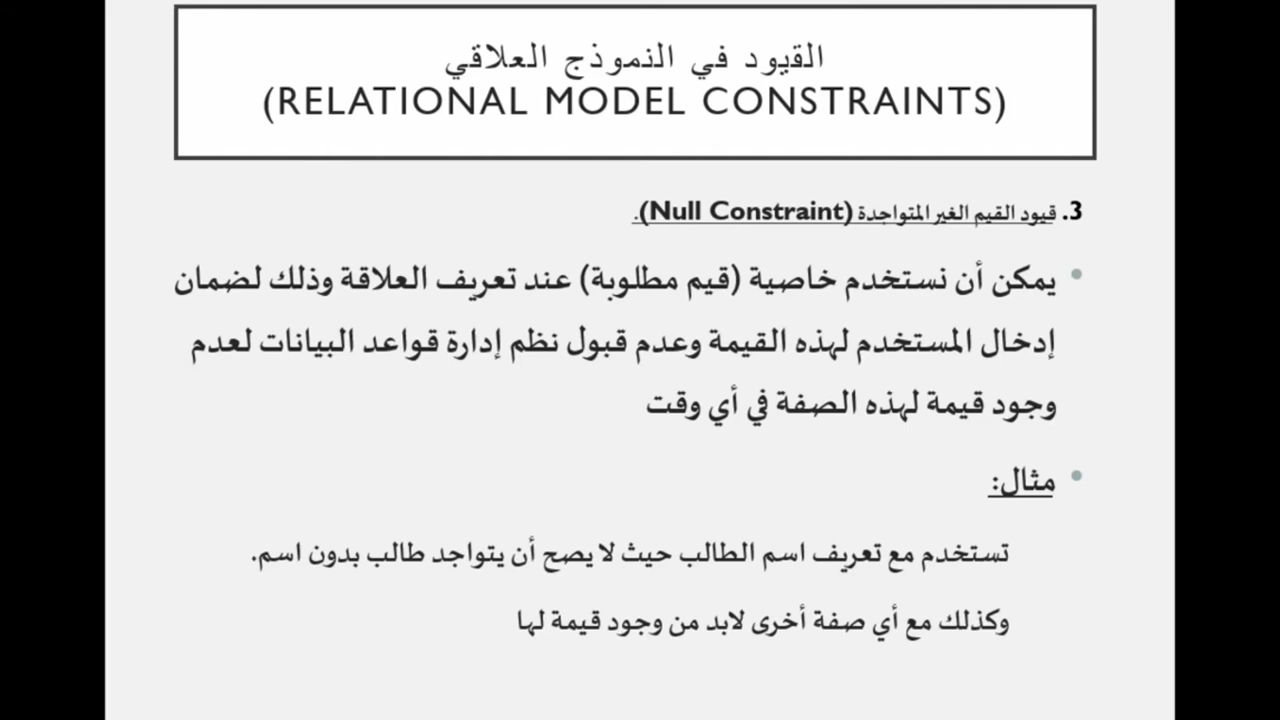 القيود في النموذج العلاقي
(RELATIONAL MODEL CONSTRAINTS)
3. قيود القيم الغير المتواجدة (Null Constraint).
• يمكن أن نستخدم خاصية (قيم مطلوبة) عند تعريف العلاقة وذلك لضمان
إدخال المستخدم لهذه القيمة وعدم قبول نظم إدارة قواعد البيانات لعدم
وجود قيمة لهذه الصفة في أي وقت
• مثال:
تستخدم مع تعريف اسم الطالب حيث لا يصح أن يتواجد طالب بدون اسم.
وكذلك مع أي صفة أخرى لابد من وجود قيمة لها